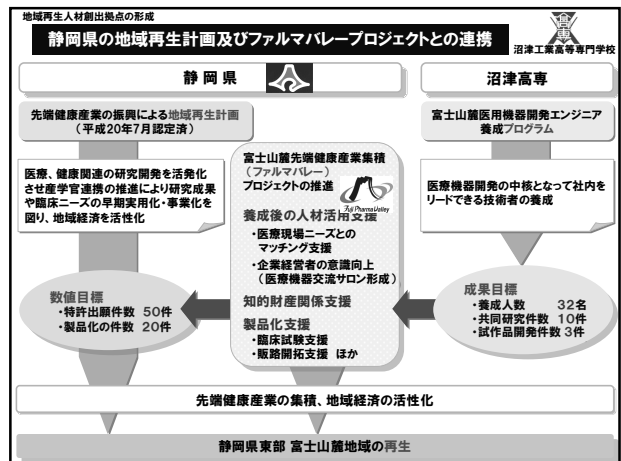 地域再生人材創出拠点の形成
静岡県の地域再生計画及びファルマバレープロジェクトとの連携
高専
沼津工業高等専門学校
静岡県
沼津高専
先端健康産業の振興による地域再生計画
(平成20年7月認定済)
医療、健康関連の研究開発を活発化
させ産学官連携の推進により研究成果
や臨床ニーズの早期実用化・事業化を
図り、地域経済を活性化
数値目標
・特許出願件数 50件
・製品化の件数 20件
富士山麓先端健康産業集積
(ファルマバレー)
プロジェクトの推進
Fuji Pharma Valley
養成後の人材活用支援
・医療現場ニーズとの
マッチング支援
・企業経営者の意識向上
(医療機器交流サロン形成)
知的財産関係支援
製品化支援
・臨床試験支援
・販路開拓支援 ほか
富士山麓医用機器開発エンジニア
養成プログラム
医療機器開発の中核となって社内を
リードできる技術者の養成
成果目標
・養成人数 32名
・共同研究件数 10件
・試作品開発件数 3件
先端健康産業の集積、地域経済の活性化
静岡県東部 富士山麓地域の再生